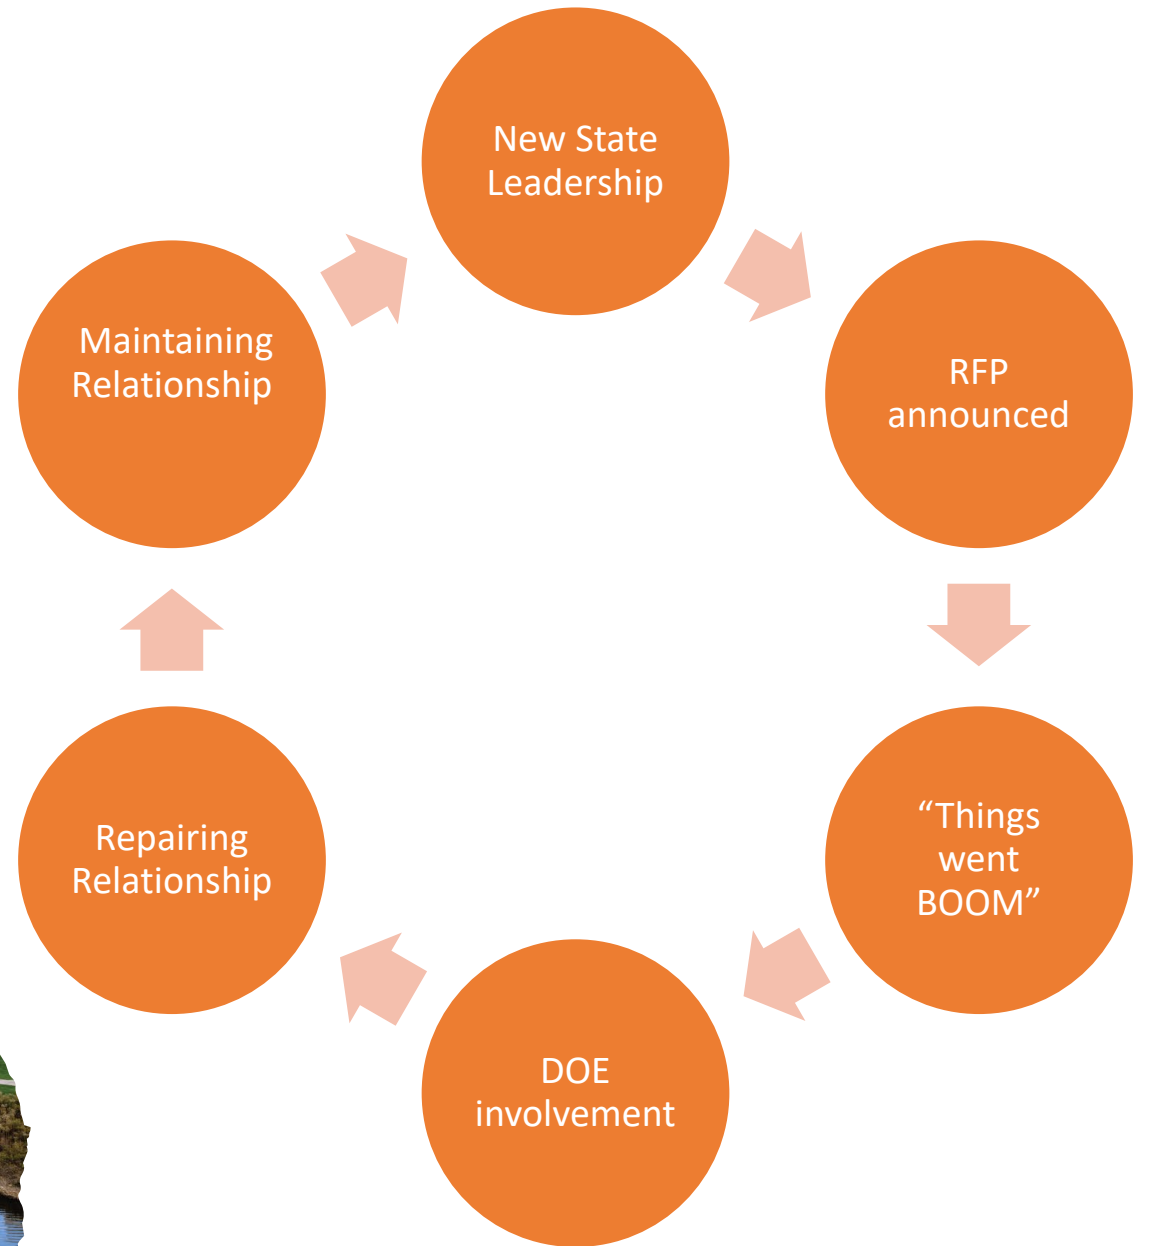 New State
Leadership
RFP
announced
“Things
went
BOOM”
DOE
involvement
Repairing
Relationship
Maintaining
Relationship